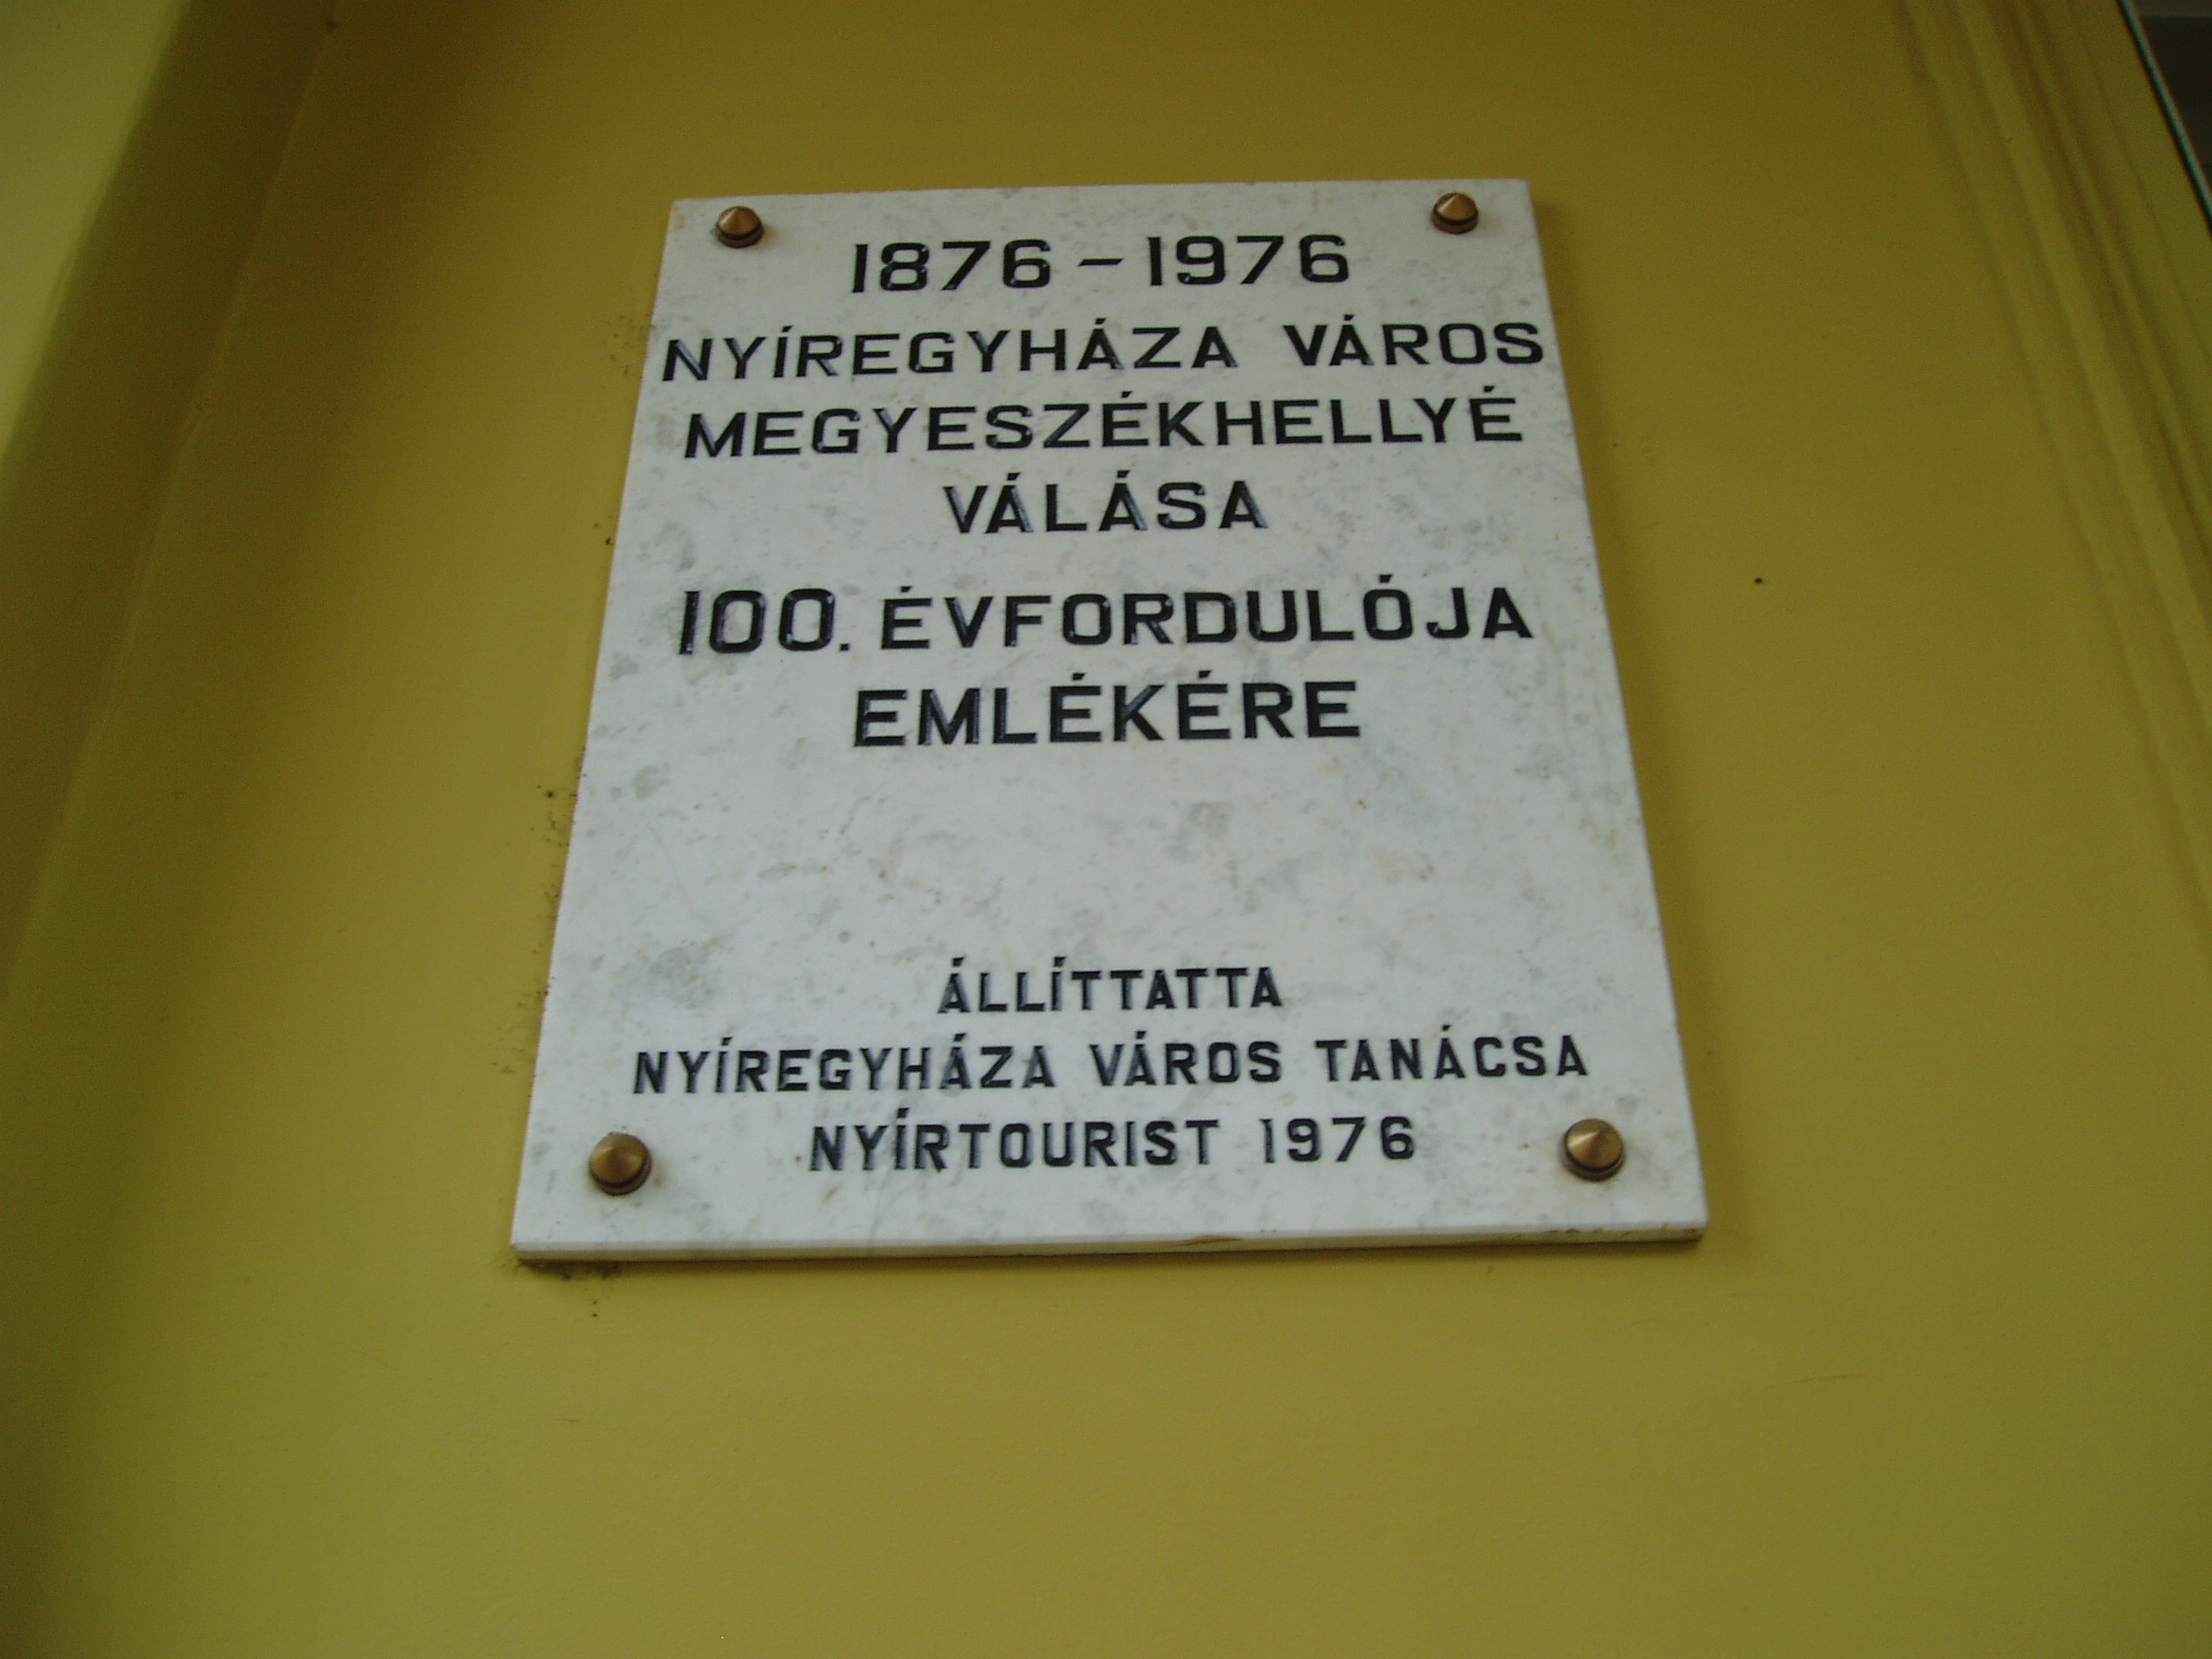 1876-1976
NYÍREGYHÁZA VÁROS
MEGYESZÉKHELLYÉ
VÁLÁSA
100. ÉVFORDULÓJA
EMLÉKÉRE
ÁLLÍTTATTA
NYÍREGYHÁZA VÁROS TANÁCSA
NYÍRTOURIST 1976